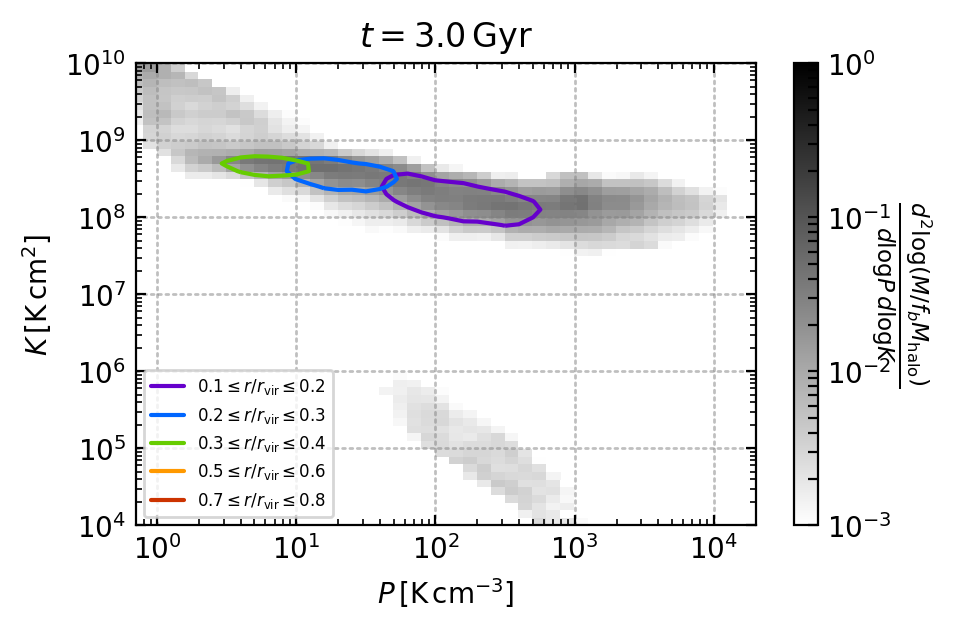 t = 3.0 Gyr
10^10
10^9
10^8
10^7
10^6
10^5
10^4
K [K cm^2]
0.1 ≤ r/r_vir ≤ 0.2
0.2 ≤ r/r_vir ≤ 0.3
0.3 ≤ r/r_vir ≤ 0.4
0.5 ≤ r/r_vir ≤ 0.6
0.7 ≤ r/r_vir ≤ 0.8
10^0 10^1 10^2 10^3 10^4
P [K cm^-3]
10^0
10^-1
10^-2
10^-3
d^2 log(M/f_b M_halo)
d log P d log K